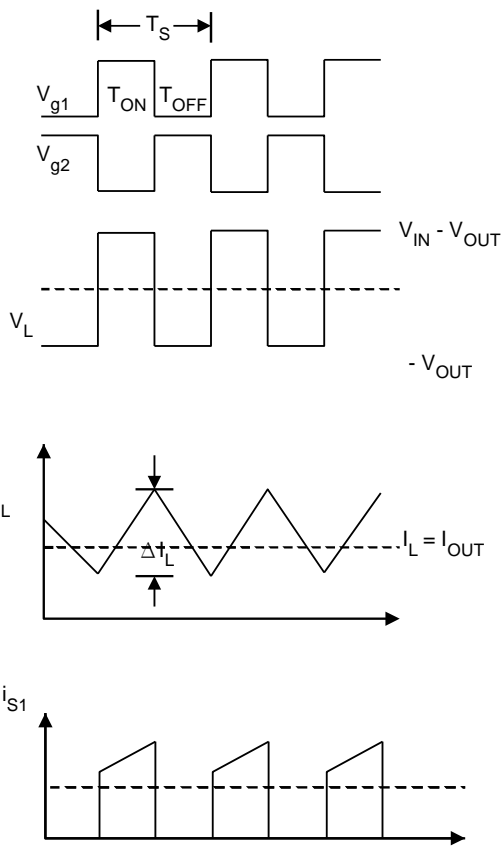 T_S
V_g1 T_ON T_OFF
V_g2
V_IN - V_OUT
V_L
- V_OUT
L
ΔI_L
I_L = I_OUT
i_S1